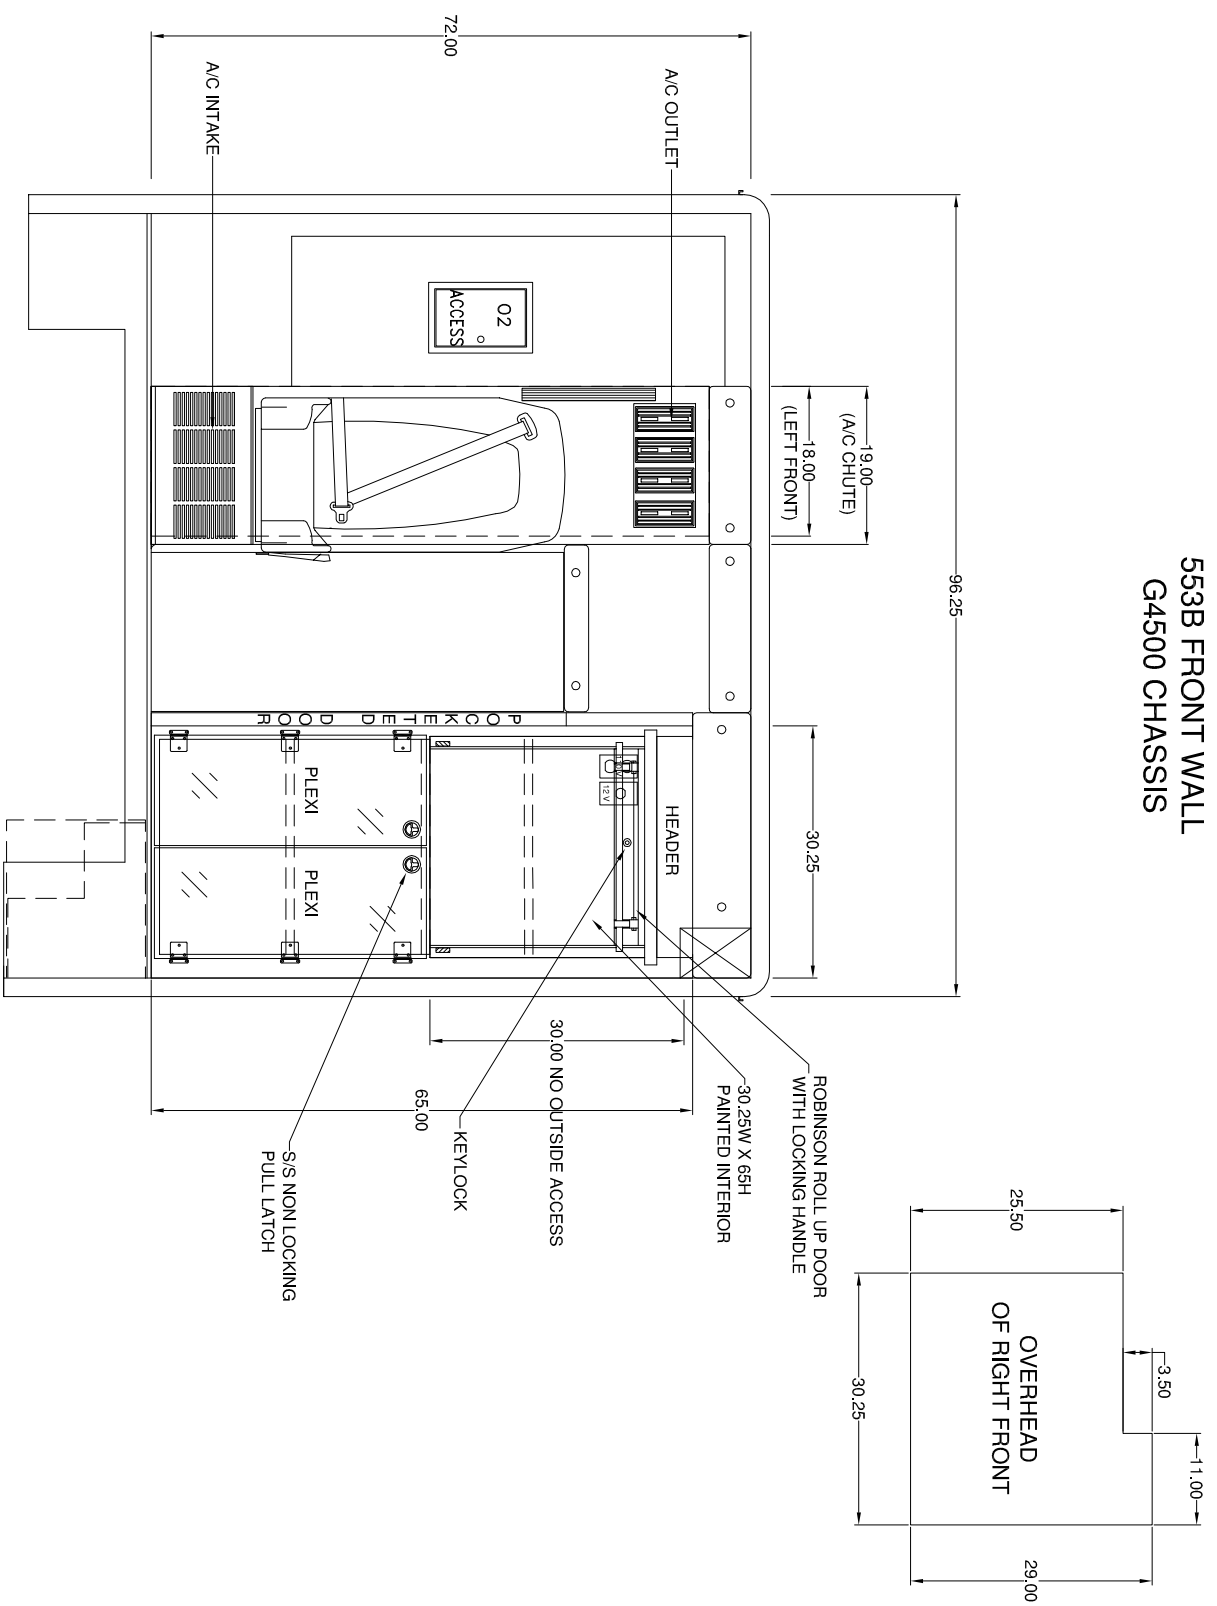 553B FRONT WALL
G4500 CHASSIS
96.25
19.00
(A/C CHUTE)
18.00
(LEFT FRONT)
30.25
72.00
A/C OUTLET
A/C INTAKE
O2
ACCESS
POCKET DOOR
HEADER
12 V
PLEXI
PLEXI
ROBINSON ROLL UP DOOR
WITH LOCKING HANDLE
30.25W X 65H
PAINTED INTERIOR
30.00 NO OUTSIDE ACCESS
KEYLOCK
65.00
S/S NON LOCKING
PULL LATCH
25.50
3.50
11.00
OVERHEAD
OF RIGHT FRONT
30.25
29.00